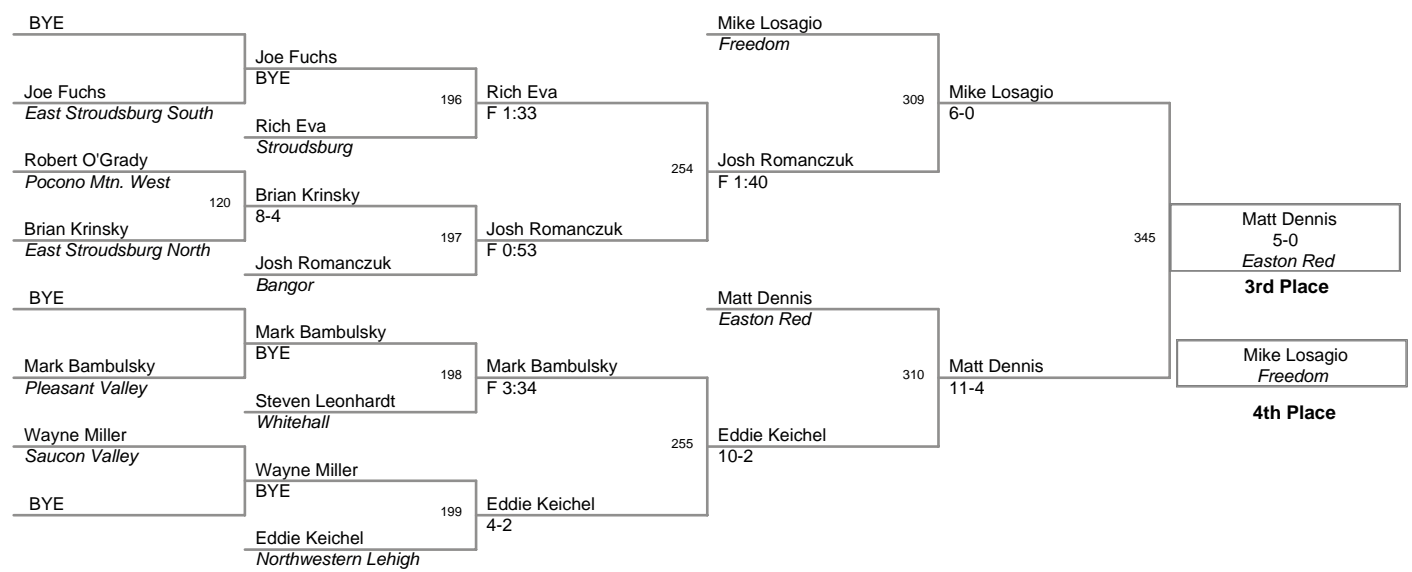 BYE
Joe Fuchs
East Stroudsburg South
Robert O'Grady
Pocono Mtn. West
120
Brian Krinsky
East Stroudsburg North
BYE
Mark Bambulsky
Pleasant Valley
Wayne Miller
Saucon Valley
BYE
Joe Fuchs
BYE
196
Rich Eva
Stroudsburg
Brian Krinsky
8-4
197
Josh Romanczuk
Bangor
Mark Bambulsky
BYE
198
Steven Leonhardt
Whitehall
Wayne Miller
BYE
199
Eddie Keichel
Northwestern Lehigh
Rich Eva
F 1:33
254
Josh Romanczuk
F 0:53
Mark Bambulsky
F 3:34
255
Eddie Keichel
4-2
Mike Losagio
Freedom
309
Josh Romanczuk
F 1:40
Matt Dennis
Easton Red
310
Eddie Keichel
10-2
Mike Losagio
6-0
345
Matt Dennis
11-4
Matt Dennis
5-0
Easton Red
3rd Place
Mike Losagio
Freedom
4th Place